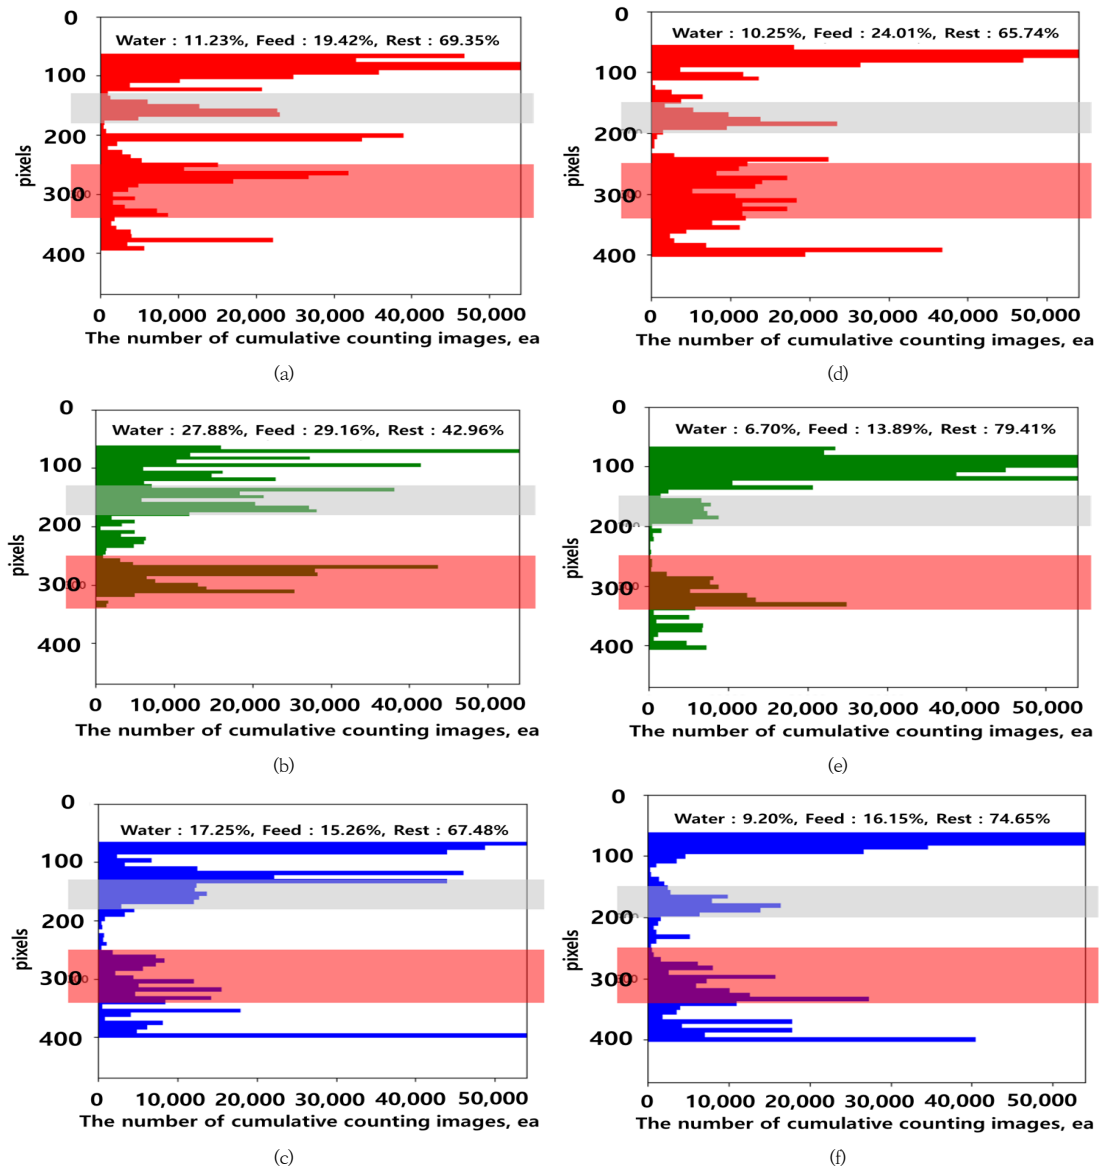 0
Water : 11.23%, Feed : 19.42%, Rest : 69.35%
100
200
300
400
pixels
0 10,000 20,000 30,000 40,000 50,000
The number of cumulative counting images, ea
(a)
0
Water : 10.25%, Feed : 24.01%, Rest : 65.74%
100
200
300
400
pixels
0 10,000 20,000 30,000 40,000 50,000
The number of cumulative counting images, ea
(d)
0
Water : 27.88%, Feed : 29.16%, Rest : 42.96%
100
200
300
400
pixels
0 10,000 20,000 30,000 40,000 50,000
The number of cumulative counting images, ea
(b)
0
Water : 6.70%, Feed : 13.89%, Rest : 79.41%
100
200
300
400
pixels
0 10,000 20,000 30,000 40,000 50,000
The number of cumulative counting images, ea
(e)
0
Water : 17.25%, Feed : 15.26%, Rest : 67.48%
100
200
300
400
pixels
0 10,000 20,000 30,000 40,000 50,000
The number of cumulative counting images, ea
(c)
0
Water : 9.20%, Feed : 16.15%, Rest : 74.65%
100
200
300
400
pixels
0 10,000 20,000 30,000 40,000 50,000
The number of cumulative counting images, ea
(f)